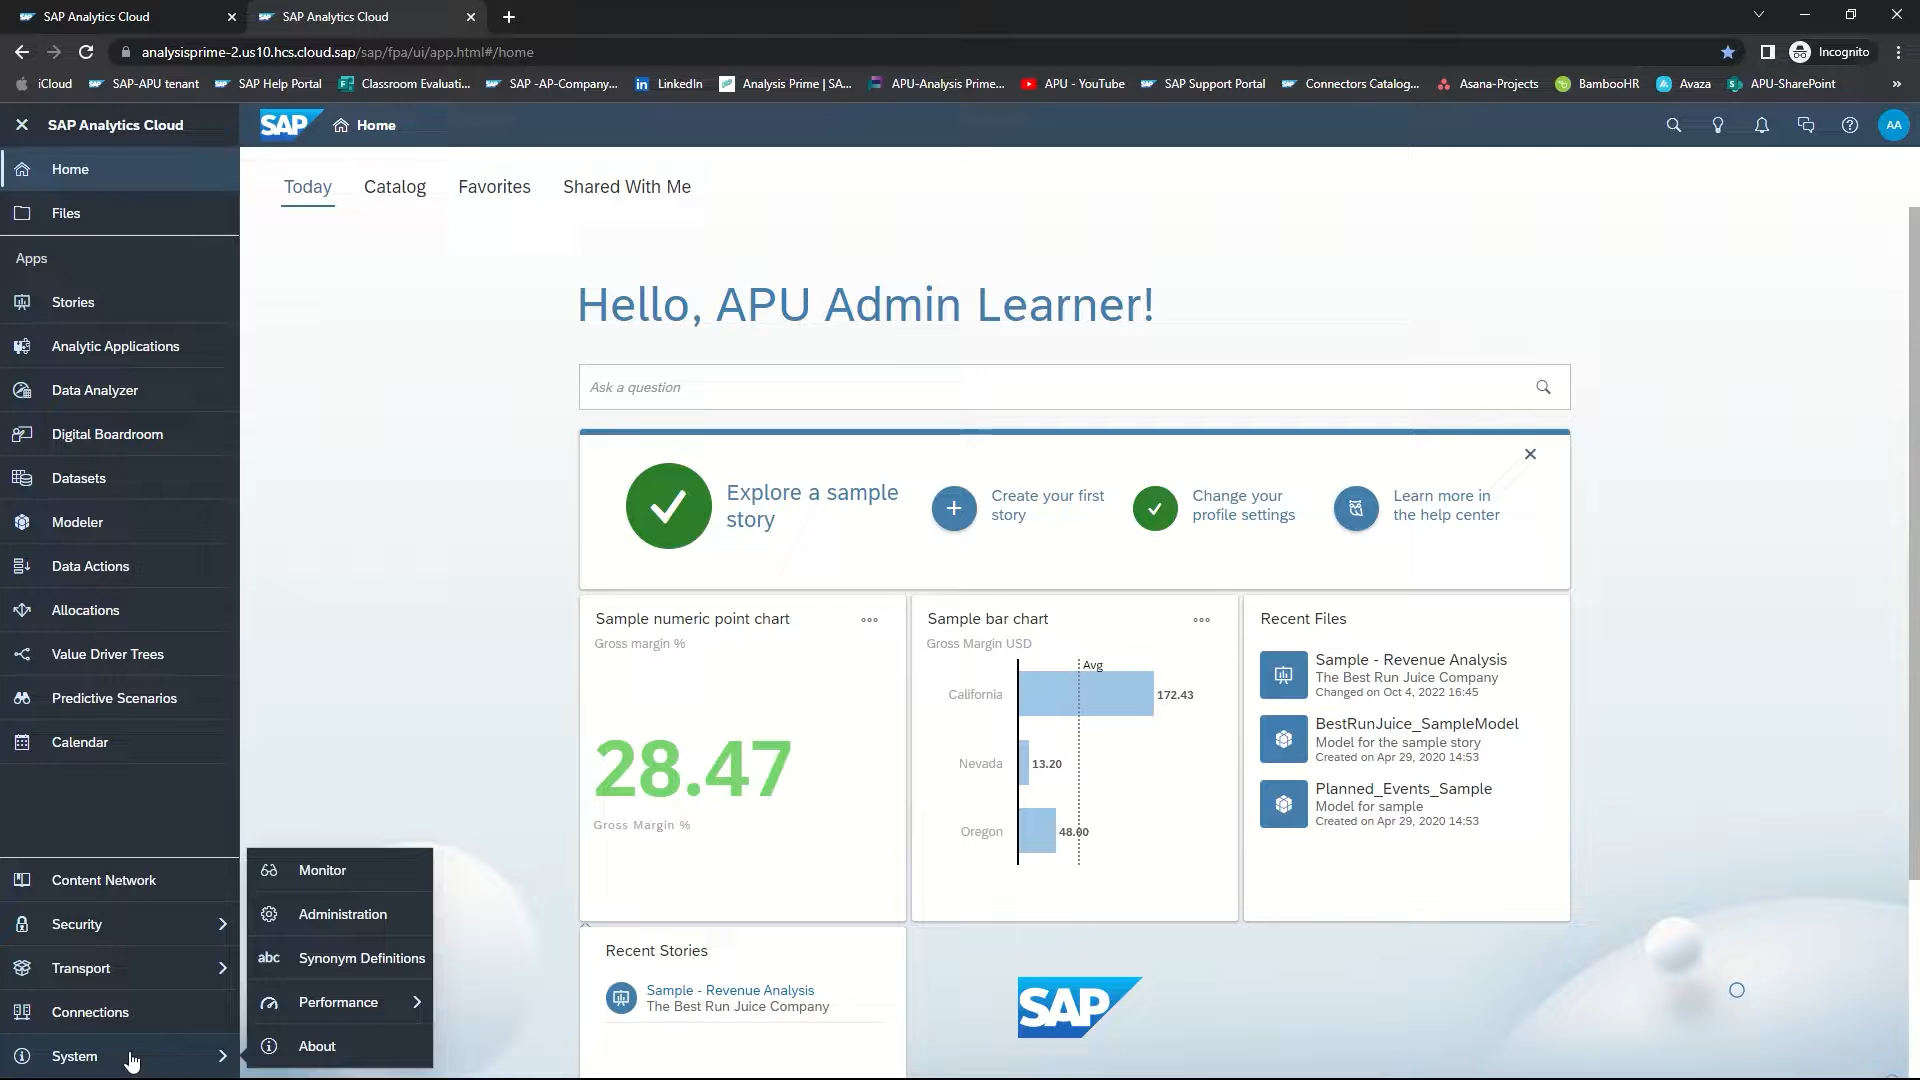 SAP Analytics Cloud
SAP Analytics Cloud
analysisprime-2.us10.hcs.cloud.sap/sap/fpa/ui/app.html#/home
Incognito
iCloud
SAP-APU tenant
SAP Help Portal
Classroom Evaluati...
SAP -AP-Company...
LinkedIn
Analysis Prime | SA...
APU-Analysis Prime...
APU - YouTube
SAP Support Portal
Connectors Catalog...
Asana-Projects
BambooHR
Avaza
APU-SharePoint
SAP Analytics Cloud
SAP
Home
AA
Home
Files
Apps
Stories
Analytic Applications
Data Analyzer
Digital Boardroom
Datasets
Modeler
Data Actions
Allocations
Value Driver Trees
Predictive Scenarios
Calendar
Content Network
Security
Transport
Connections
System
Monitor
Administration
abc Synonym Definitions
Performance
About
Today
Catalog
Favorites
Shared With Me
Hello, APU Admin Learner!
Ask a question
Explore a sample
story
Create your first
story
Change your
profile settings
Learn more in
the help center
Sample numeric point chart
Gross margin %
28.47
Gross Margin %
Sample bar chart
Gross Margin USD
Avg
California
172.43
Nevada
13.20
Oregon
48.00
Recent Files
Sample - Revenue Analysis
The Best Run Juice Company
Changed on Oct 4, 2022 16:45
BestRunJuice_SampleModel
Model for the sample story
Created on Apr 29, 2020 14:53
Planned_Events_Sample
Model for sample
Created on Apr 29, 2020 14:53
Recent Stories
Sample - Revenue Analysis
The Best Run Juice Company
SAP